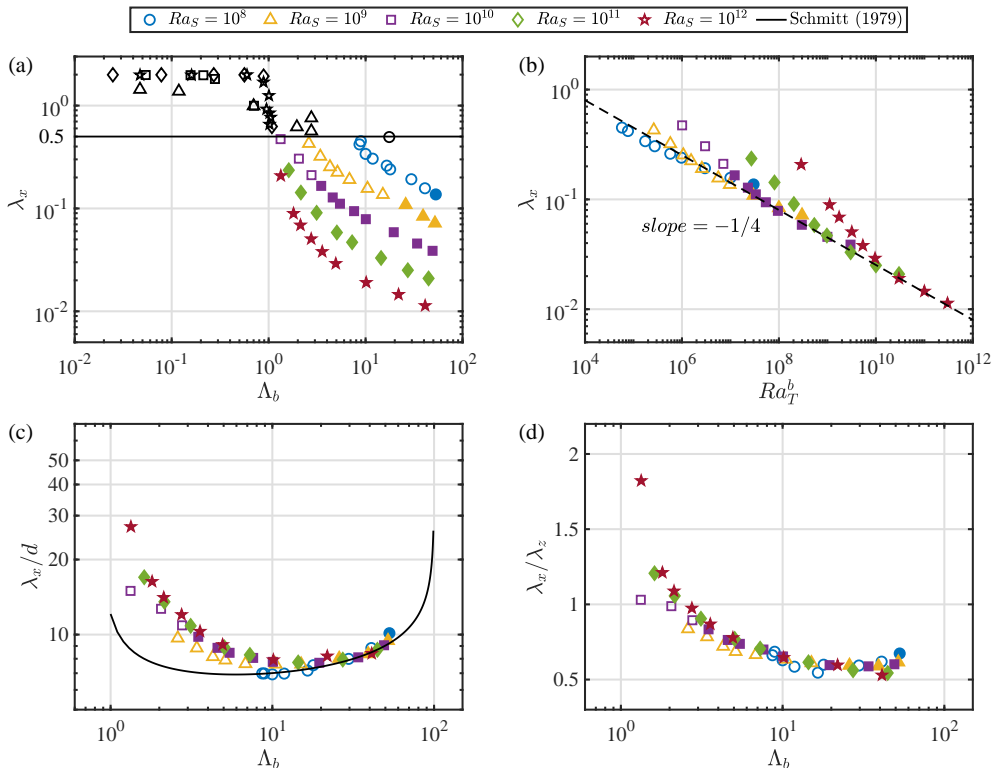 Ra_S = 10^8 Ra_S = 10^9 Ra_S = 10^10 Ra_S = 10^11 Ra_S = 10^12 Schmitt (1979)
(a)
10^0
0.5
10^-1
10^-2
λ_x
10^-2 10^-1 10^0 10^1 10^2
Λ_b
(b)
10^0
10^-1
10^-2
λ_x
slope = −1/4
10^4 10^6 10^8 10^10 10^12
Ra_T^b
(c)
50
40
30
20
10
λ_x/d
10^0 10^1 10^2
Λ_b
(d)
2
1.5
1
0.5
λ_x/λ_z
10^0 10^1 10^2
Λ_b